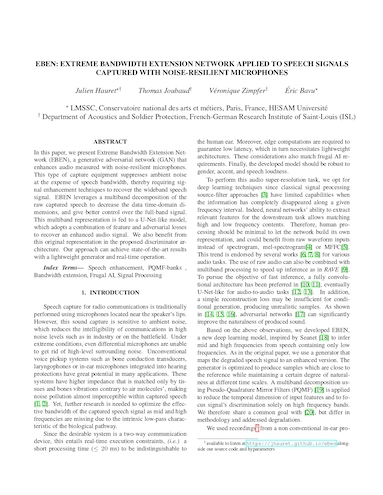 EBEN: EXTREME BANDWIDTH EXTENSION NETWORK APPLIED TO SPEECH SIGNALS
CAPTURED WITH NOISE-RESILIENT MICROPHONES
Julien Hauret⋆† Thomas Joubaud† Véronique Zimpfer† Éric Bavu⋆
⋆ LMSSC, Conservatoire national des arts et métiers, Paris, France, HESAM Université
† Department of Acoustics and Soldier Protection, French-German Research Institute of Saint-Louis (ISL)
ABSTRACT
In this paper, we present Extreme Bandwidth Extension Network (EBEN), a generative adversarial network (GAN) that
enhances audio measured with noise-resilient microphones.
This type of capture equipment suppresses ambient noise
at the expense of speech bandwidth, thereby requiring signal enhancement techniques to recover the wideband speech
signal. EBEN leverages a multiband decomposition of the
raw captured speech to decrease the data time-domain dimensions, and give better control over the full-band signal.
This multiband representation is fed to a U-Net-like model,
which adopts a combination of feature and adversarial losses
to recover an enhanced audio signal. We also benefit from
this original representation in the proposed discriminator architecture. Our approach can achieve state-of-the-art results
with a lightweight generator and real-time operation.
Index Terms— Speech enhancement, PQMF-banks ,
Bandwidth extension, Frugal AI, Signal Processing
1. INTRODUCTION
Speech capture for radio communications is traditionally
performed using microphones located near the speaker's lips.
However, this sound capture is sensitive to ambient noise,
which reduces the intelligibility of communications in high
noise levels such as in industry or on the battlefield. Under
extreme conditions, even differential microphones are unable
to get rid of high-level surrounding noise. Unconventional
voice pickup systems such as bone conduction transducers,
laryngophones or in-ear microphones integrated into hearing
protections have great potential in many applications. These
systems have higher impedance that is matched only by tissues and bones vibrations contrary to air molecules , making
noise pollution almost imperceptible within captured speech
[1, 2]. Yet, further research is needed to optimize the effective bandwidth of the captured speech signal as mid and high
frequencies are missing due to the intrinsic low-pass characteristic of the biological pathway.
Since the desirable system is a two-way communication
device, this entails real-time execution constraints, (i.e.) a
short processing time (≤ 20 ms) to be indistinguishable to
the human ear. Moreover, edge computations are required to
guarantee low latency, which in turn necessitates lightweight
architectures. These considerations also match frugal AI requirements. Finally, the developed model should be robust to
gender, accent, and speech loudness.
To perform this audio super-resolution task, we opt for
deep learning techniques since classical signal processing
source-filter approaches [3] have limited capabilities when
the information has completely disappeared along a given
frequency interval. Indeed, neural networks' ability to extract
relevant features for the downstream task allows matching
high and low frequency contents. Therefore, human processing should be minimal to let the network build its own
representation, and could benefit from raw waveform inputs
instead of spectrogram, mel-spectrogram[4] or MFCC[5].
This trend is endorsed by several works [6, 7, 8] for various
audio tasks. The use of raw audio can also be combined with
multiband processing to speed up inference as in RAVE [9].
To pursue the objective of fast inference, a fully convolutional architecture has been preferred in [10, 11], eventually
U-Net-like for audio-to-audio tasks [12, 13]. In addition,
a simple reconstruction loss may be insufficient for conditional generation, producing unrealistic samples. As shown
in [14, 15, 16], adversarial networks [17] can significantly
improve the naturalness of produced sound.
Based on the above observations, we developed EBEN,
a new deep learning model, inspired by Seanet [18] to infer
mid and high frequencies from speech containing only low
frequencies. As in the original paper, we use a generator that
maps the degraded speech signal to an enhanced version. The
generator is optimized to produce samples which are close to
the reference while maintaining a certain degree of naturalness at different time scales. A multiband decomposition using Pseudo-Quadrature Mirror Filters (PQMF) [19] is applied
to reduce the temporal dimension of input features and to focus signal's discrimination solely on high frequency bands.
We therefore share a common goal with [20], but differ in
methodology and addressed degradations.
We used recordings¹ from a non conventional in-ear pro-
¹ available to listen at https://jhauret.github.io/eben along-
side our source code and hyparameters